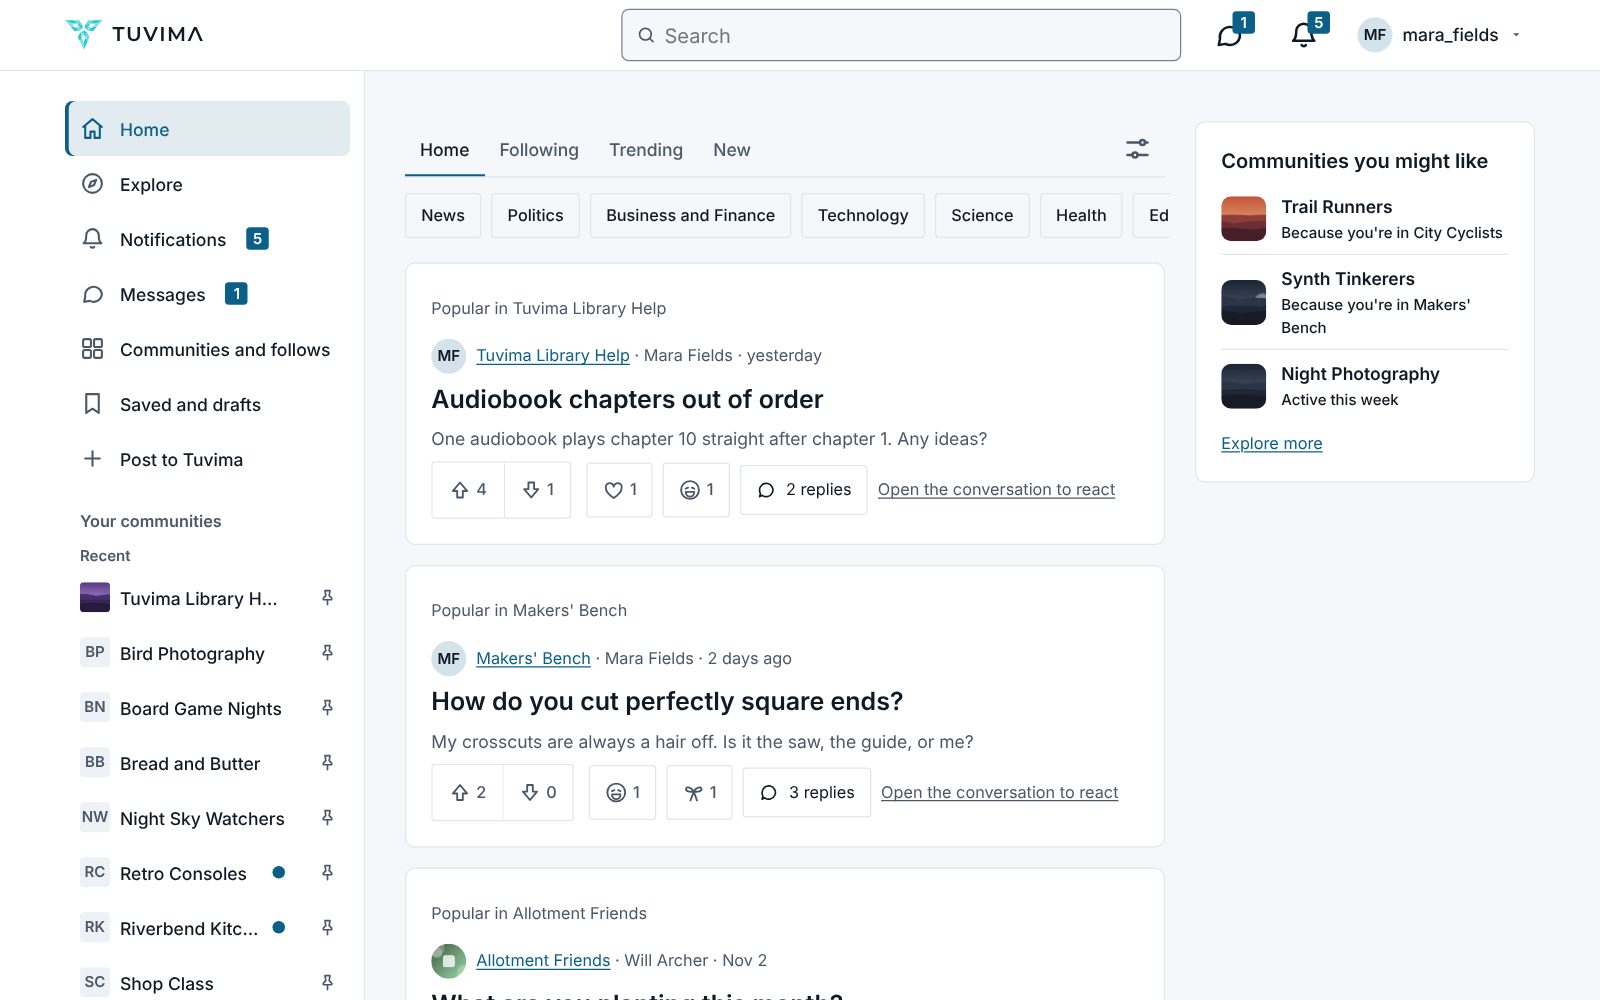 TUVIMA
Search
1
5
MF
mara_fields
Home
Explore
Notifications 5
Messages 1
Communities and follows
Saved and drafts
Post to Tuvima
Your communities
Recent
Tuvima Library H...
BP Bird Photography
BN Board Game Nights
BB Bread and Butter
NW Night Sky Watchers
RC Retro Consoles
RK Riverbend Kitc...
SC Shop Class
Home Following Trending New
News Politics Business and Finance Technology Science Health Ed
Popular in Tuvima Library Help
MF Tuvima Library Help · Mara Fields · yesterday
Audiobook chapters out of order
One audiobook plays chapter 10 straight after chapter 1. Any ideas?
4 1 1 1 2 replies Open the conversation to react
Popular in Makers' Bench
MF Makers' Bench · Mara Fields · 2 days ago
How do you cut perfectly square ends?
My crosscuts are always a hair off. Is it the saw, the guide, or me?
2 0 1 1 3 replies Open the conversation to react
Popular in Allotment Friends
Allotment Friends · Will Archer · Nov 2
What are you planting this month?
Communities you might like
Trail Runners
Because you're in City Cyclists
Synth Tinkerers
Because you're in Makers'
Bench
Night Photography
Active this week
Explore more